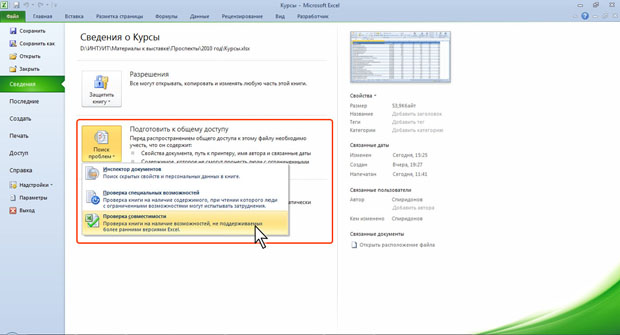 Курсы - Microsoft Excel
Файл Главная Вставка Разметка страницы Формулы Данные Рецензирование Вид Разработчик
Сохранить
Сохранить как
Открыть
Закрыть
Сведения
Последние
Создать
Печать
Доступ
Справка
Надстройки
Параметры
Выход
Сведения о Курсы
D:\ИНТУИТ\Материалы к выставке\Проспекты\2010 год\Курсы.xlsx
Защитить книгу
Разрешения
Все могут открывать, копировать и изменять любую часть этой книги.
Поиск проблем
Подготовить к общему доступу
Перед распространением общего доступа к этому файлу необходимо
учесть, что он содержит:
Свойства документа, путь к принтеру, имя автора и связанные даты
Содержимое, которое не смогут прочесть люди с ограниченными
Инспектор документов
Поиск скрытых свойств и персональных данных в книге.
Проверка специальных возможностей
Проверка книги на наличие содержимого, при чтении которого люди
с ограниченными возможностями могут испытывать затруднения.
Проверка совместимости
Проверка книги на наличие возможностей, не поддерживаемых
более ранними версиями Excel.
Свойства
Размер 53,9Кбайт
Название Добавить заголовок
Теги Добавить тег
Категории Добавить категорию
Связанные даты
Изменен Сегодня, 13:25
Создан Вчера, 19:27
Напечатан Сегодня, 11:41
Связанные пользователи
Автор Спиридонов
Добавить автора
Кем изменено Спиридонов
Связанные документы
Открыть расположение файла